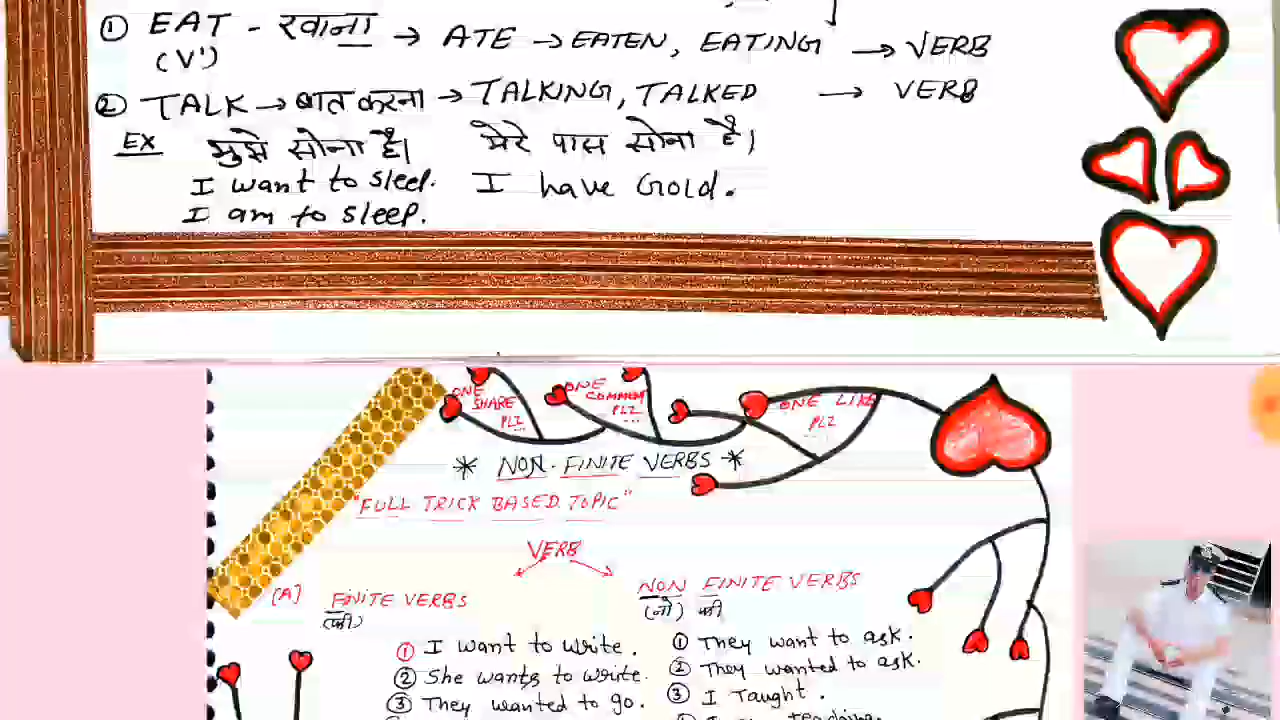 ① EAT - खाना → ATE → EATEN, EATING → VERB
(V')
② TALK → बात करना → TALKING, TALKED → VERB
EX मुझे सोना है। मेरे पास सोना है।
I want to sleep. I have Gold.
I am to sleep.
ONE SHARE PLZ
ONE COMMENT PLZ
ONE LIKE PLZ
* NON-FINITE VERBS *
"FULL TRICK BASED TOPIC"
VERB
[A] FINITE VERBS
(फी)
① I want to write.
② She wants to write.
③ They wanted to go.
NON FINITE VERBS
(नो) फी
① They want to ask.
② They wanted to ask.
③ I Taught.
teaching.